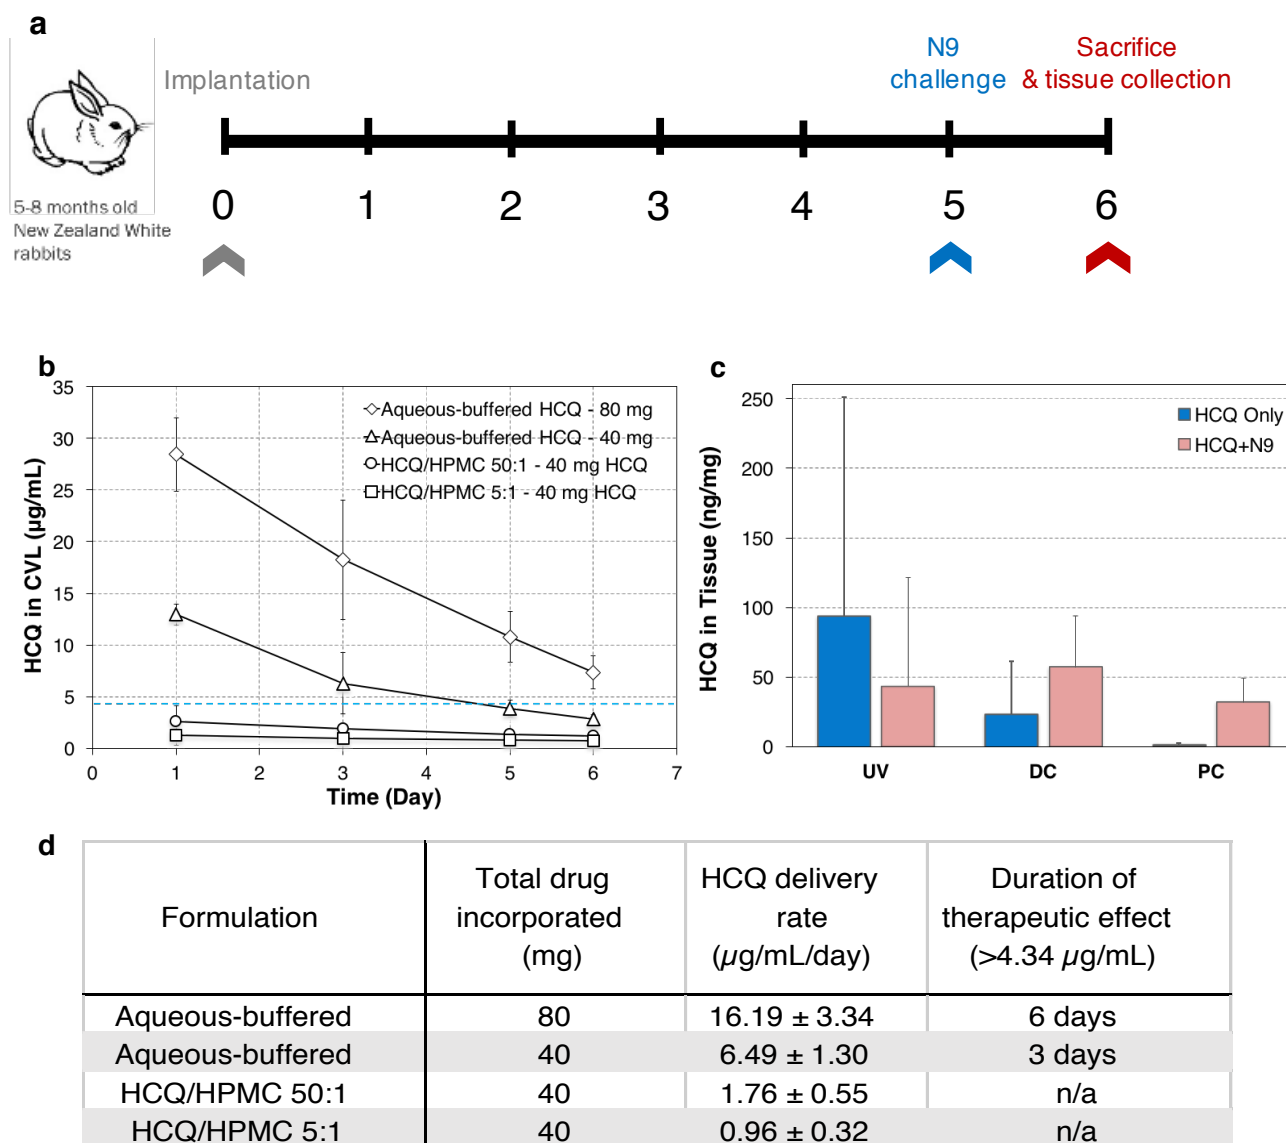 a
Implantation
N9
challenge
Sacrifice
& tissue collection
5-8 months old
New Zealand White
rabbits
0 1 2 3 4 5 6
b
HCQ in CVL (µg/mL)
35
30
25
20
15
10
5
0
Aqueous-buffered HCQ - 80 mg
Aqueous-buffered HCQ - 40 mg
HCQ/HPMC 50:1 - 40 mg HCQ
HCQ/HPMC 5:1 - 40 mg HCQ
0 1 2 3 4 5 6 7
Time (Day)
c
HCQ in Tissue (ng/mg)
250
200
150
100
50
0
HCQ Only
HCQ+N9
UV DC PC
d
Formulation Total drug incorporated (mg) HCQ delivery rate (µg/mL/day) Duration of therapeutic effect (>4.34 µg/mL)
Aqueous-buffered 80 16.19 ± 3.34 6 days
Aqueous-buffered 40 6.49 ± 1.30 3 days
HCQ/HPMC 50:1 40 1.76 ± 0.55 n/a
HCQ/HPMC 5:1 40 0.96 ± 0.32 n/a